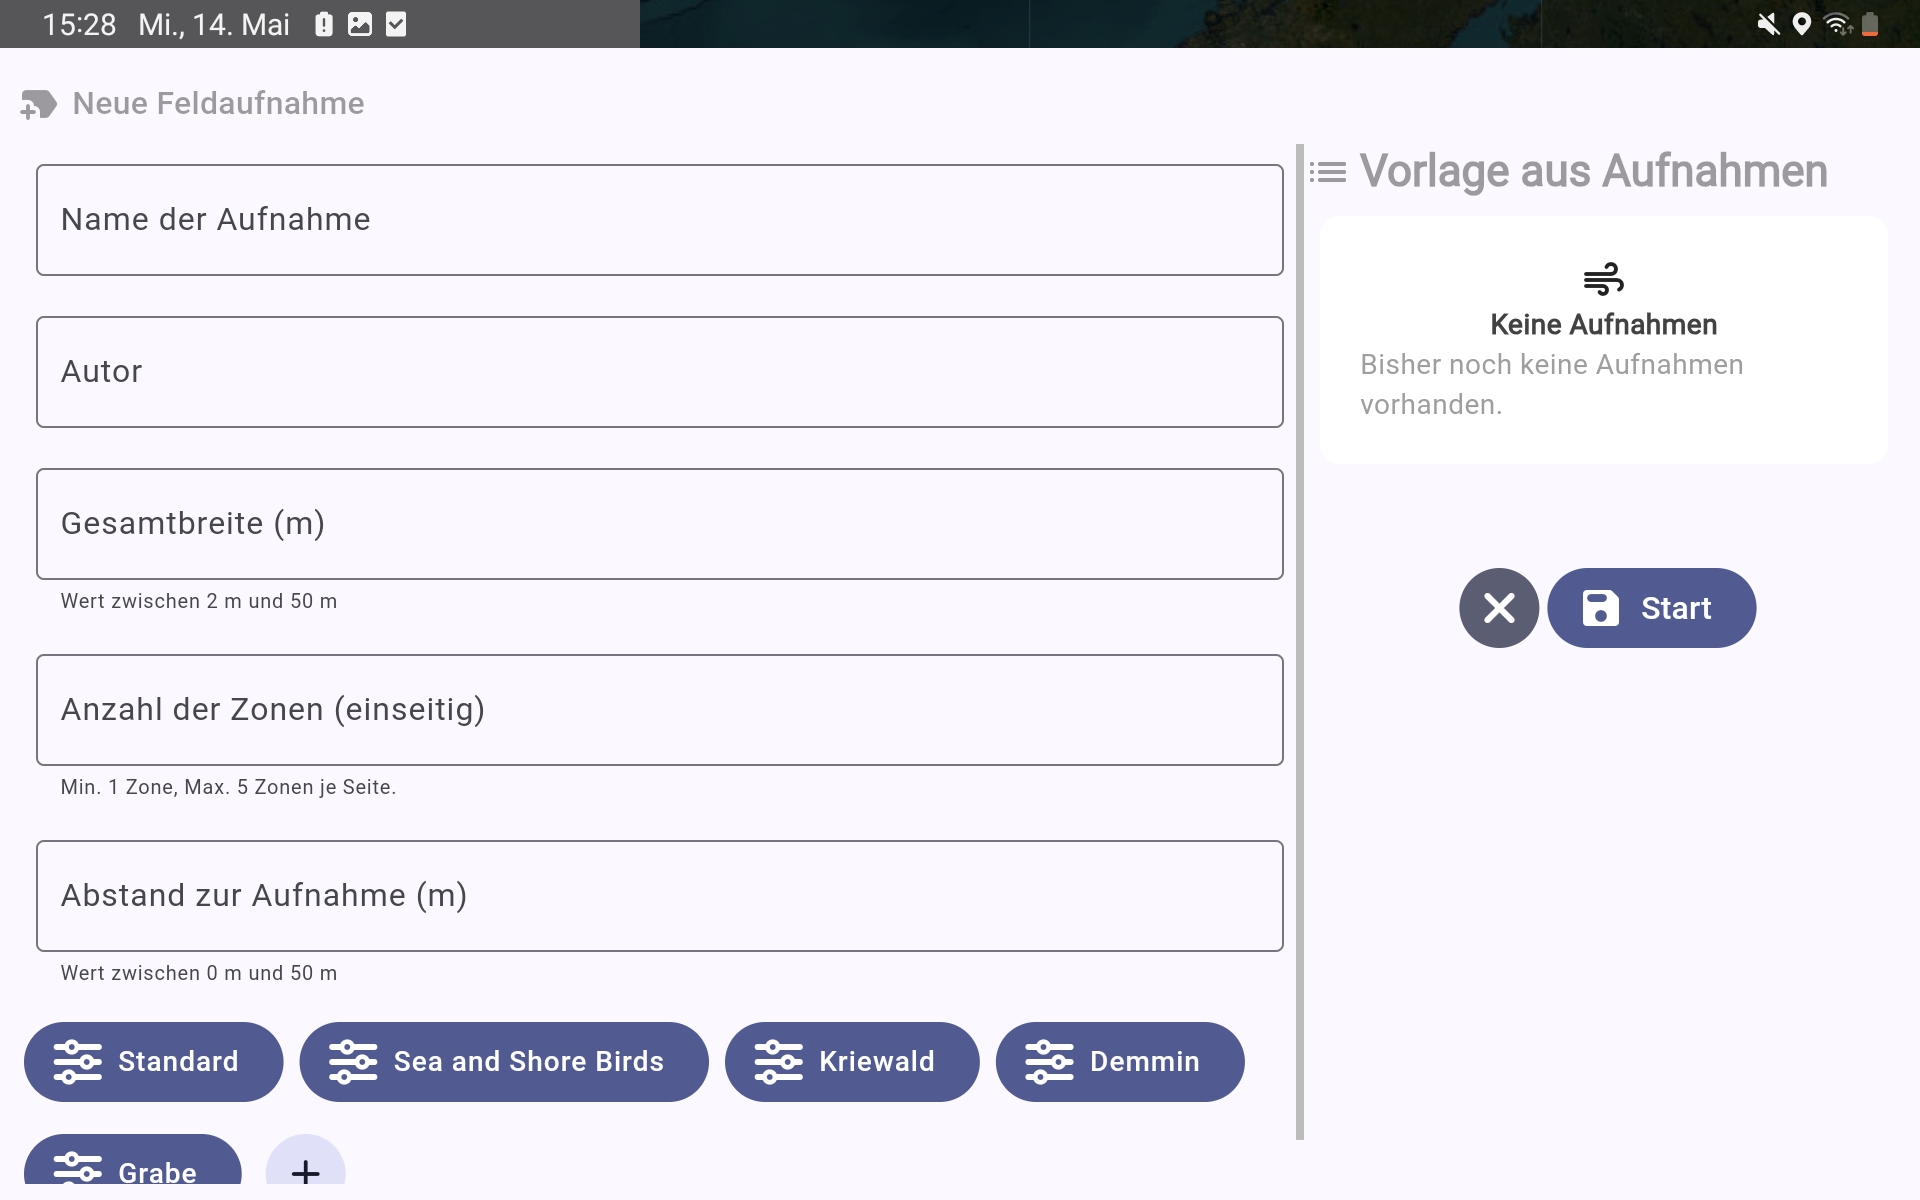 15:28 Mi., 14. Mai
Neue Feldaufnahme
Name der Aufnahme
Autor
Gesamtbreite (m)
Wert zwischen 2 m und 50 m
Anzahl der Zonen (einseitig)
Min. 1 Zone, Max. 5 Zonen je Seite.
Abstand zur Aufnahme (m)
Wert zwischen 0 m und 50 m
Standard
Sea and Shore Birds
Kriewald
Demmin
Grabe
Vorlage aus Aufnahmen
Keine Aufnahmen
Bisher noch keine Aufnahmen
vorhanden.
Start